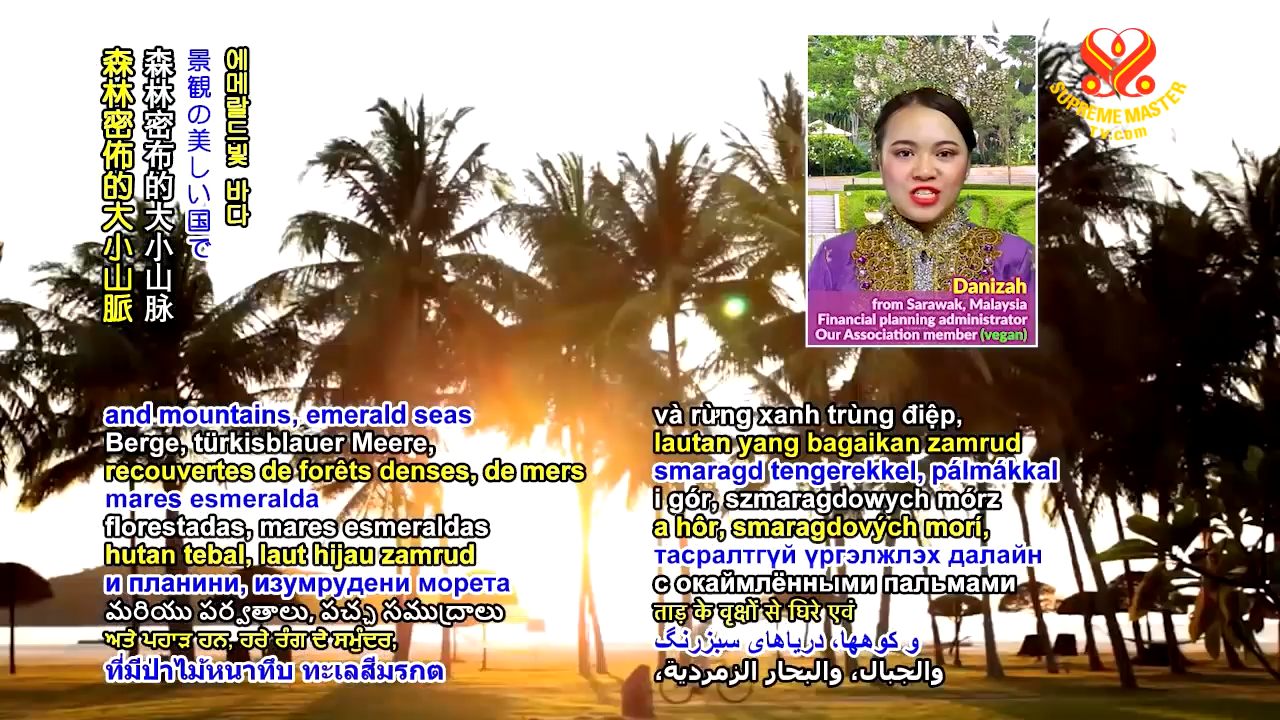 森林密佈的大小山脈
森林密布的大小山脉
景観の美しい国で
에메랄드빛 바다
SUPREME MASTER
TV.com
Danizah
from Sarawak, Malaysia
Financial planning administrator
Our Association member (vegan)
and mountains, emerald seas
Berge, türkisblauer Meere,
recouvertes de forêts denses, de mers
mares esmeralda
florestadas, mares esmeraldas
hutan tebal, laut hijau zamrud
и планини, изумрудени морета
మరియు పర్వతాలు, పచ్చ సముద్రాలు
ਅਤੇ ਪਹਾੜ ਹਨ, ਹਰੇ ਰੰਗ ਦੇ ਸਮੁੰਦਰ,
ที่มีป่าไม้หนาทึบ ทะเลสีมรกต
và rừng xanh trùng điệp,
lautan yang bagaikan zamrud
smaragd tengerekkel, pálmákkal
i gór, szmaragdowych mórz
a hôr, smaragdových morí,
тасралтгүй үргэлжлэх далайн
с окаймлёнными пальмами
ताड़ के वृक्षों से घिरे एवं
و کوهها، دریاهای سبزرنگ
والجبال، والبحار الزمردية،